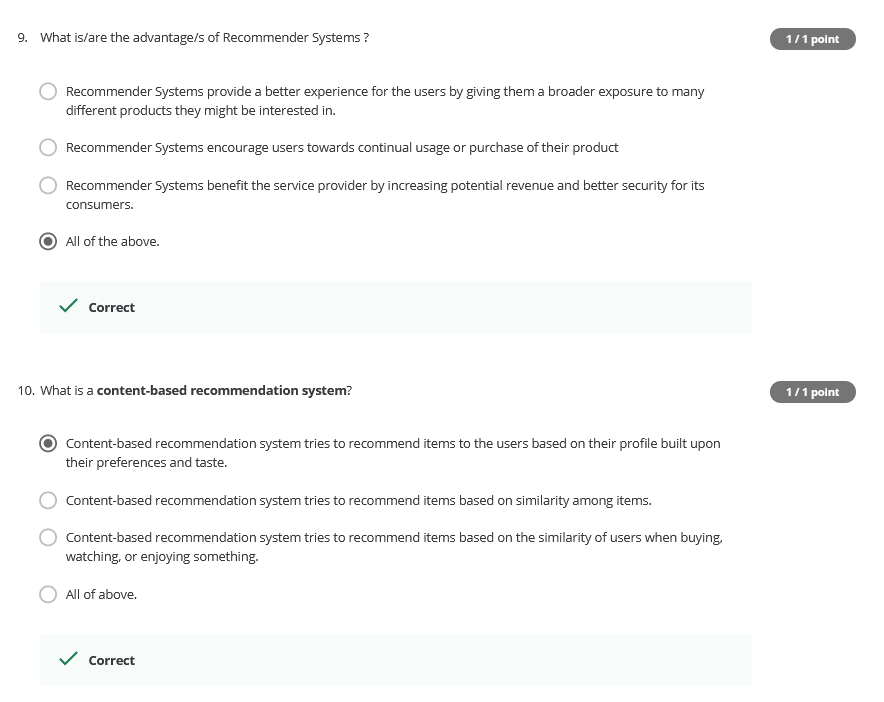 9. What is/are the advantage/s of Recommender Systems ?
1 / 1 point
Recommender Systems provide a better experience for the users by giving them a broader exposure to many
different products they might be interested in.
Recommender Systems encourage users towards continual usage or purchase of their product
Recommender Systems benefit the service provider by increasing potential revenue and better security for its
consumers.
All of the above.
Correct
10. What is a content-based recommendation system?
1 / 1 point
Content-based recommendation system tries to recommend items to the users based on their profile built upon
their preferences and taste.
Content-based recommendation system tries to recommend items based on similarity among items.
Content-based recommendation system tries to recommend items based on the similarity of users when buying,
watching, or enjoying something.
All of above.
Correct